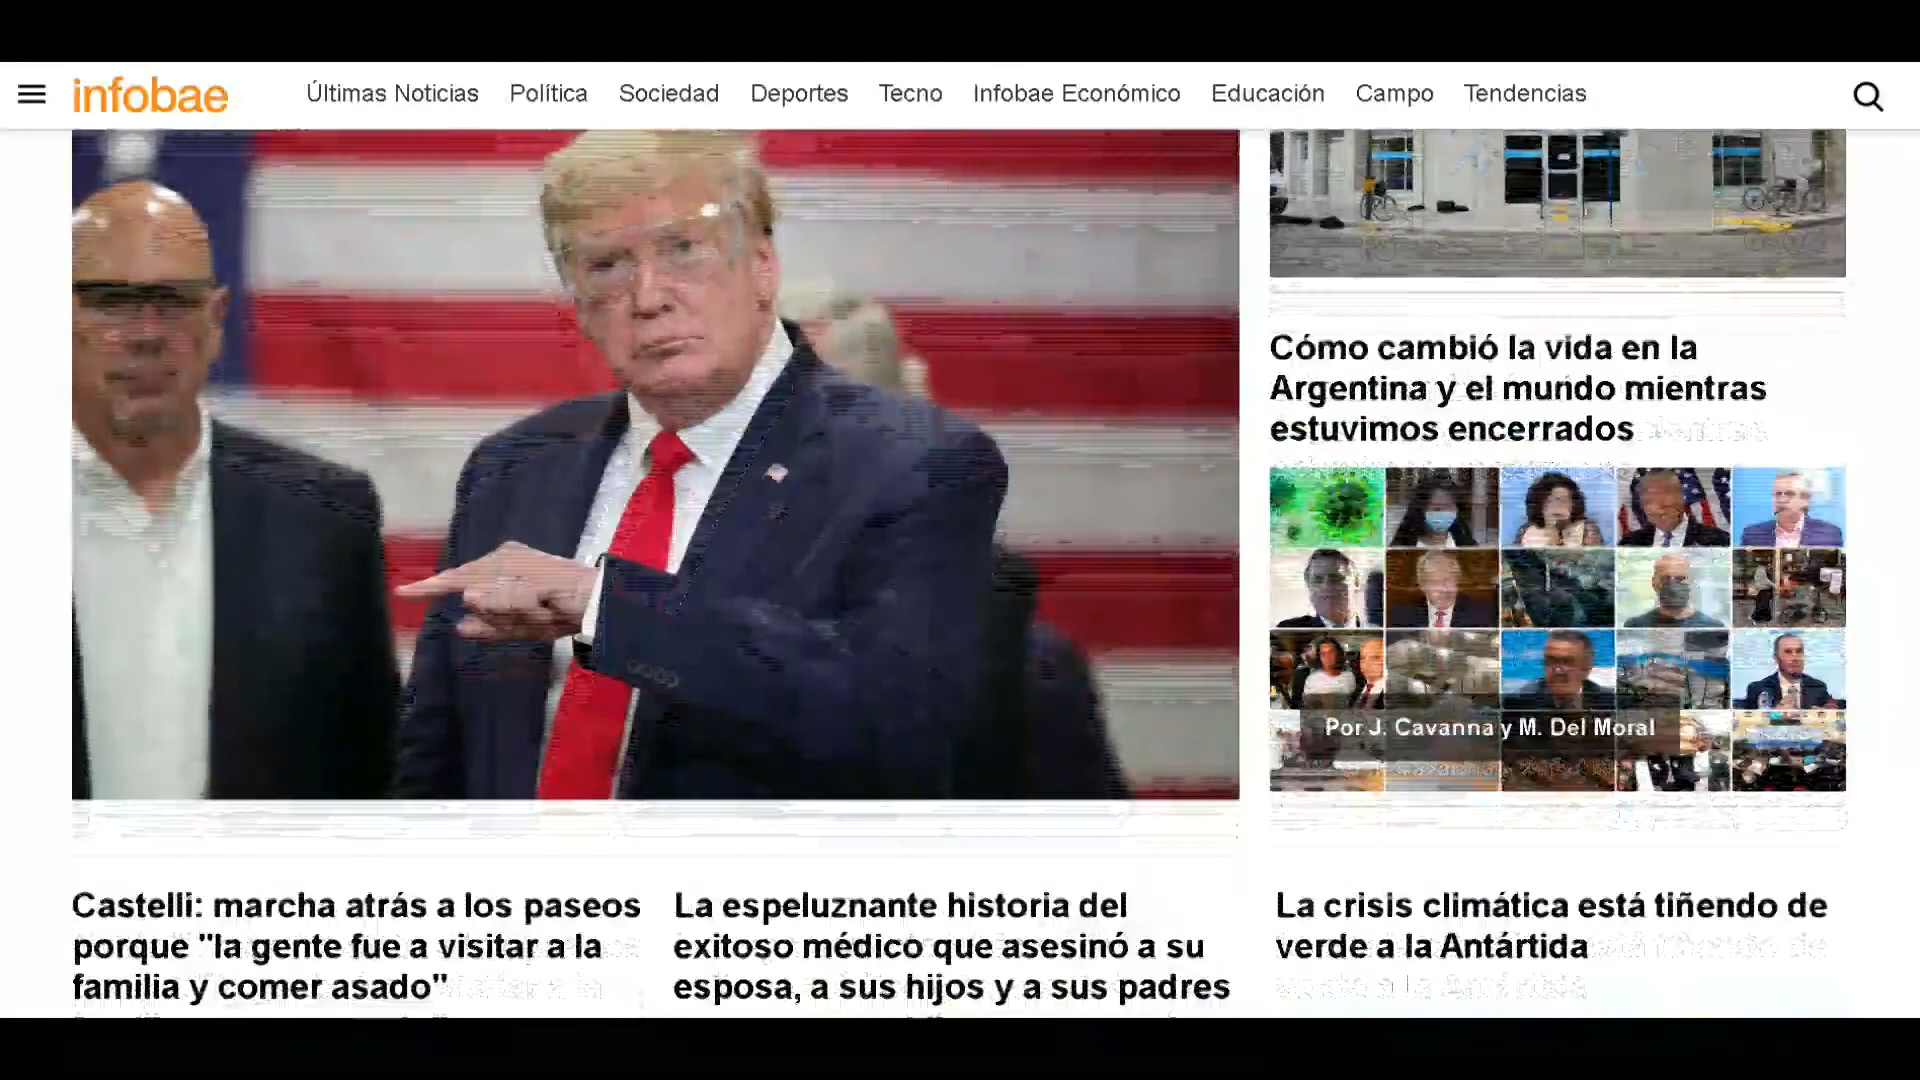 infobae
Últimas Noticias Política Sociedad Deportes Tecno Infobae Económico Educación Campo Tendencias
Cómo cambió la vida en la
Argentina y el mundo mientras
estuvimos encerrados
Por J. Cavanna y M. Del Moral
Castelli: marcha atrás a los paseos
porque "la gente fue a visitar a la
familia y comer asado"
La espeluznante historia del
exitoso médico que asesinó a su
esposa, a sus hijos y a sus padres
La crisis climática está tiñendo de
verde a la Antártida